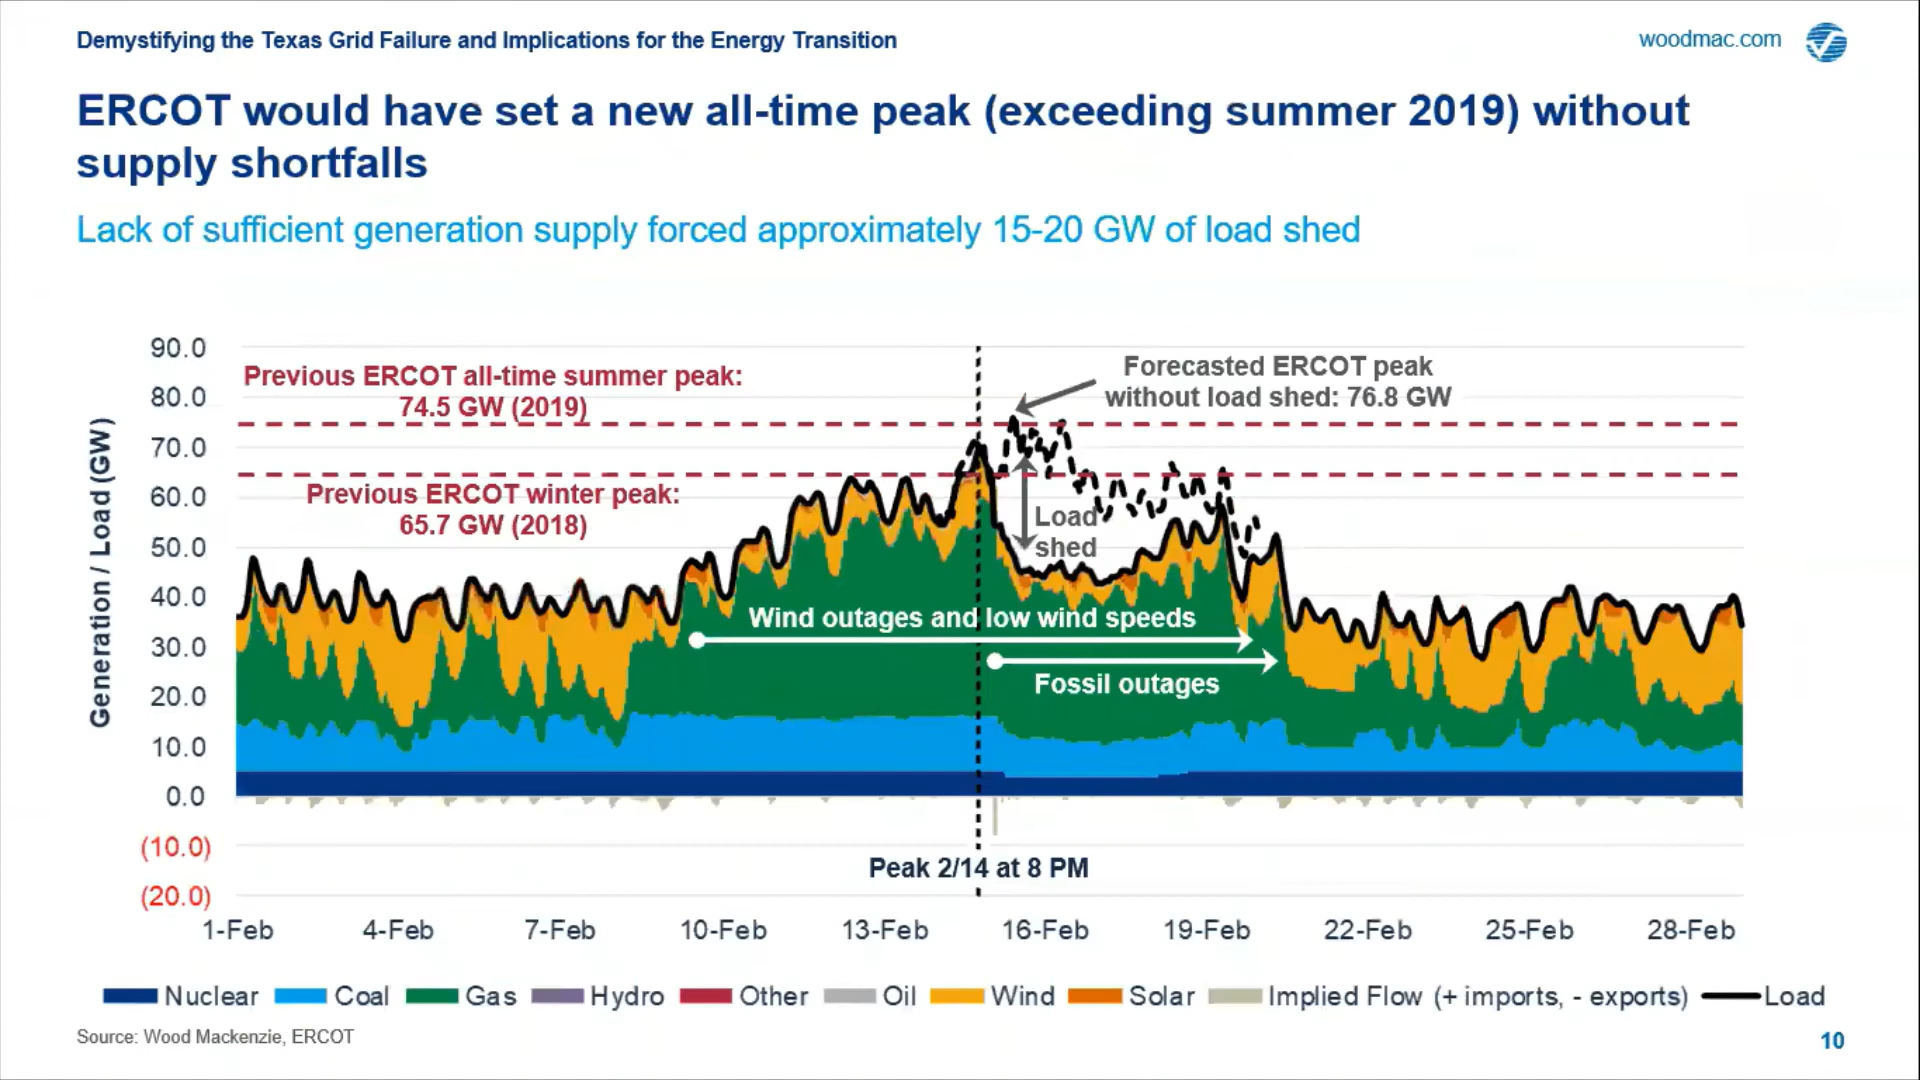 Demystifying the Texas Grid Failure and Implications for the Energy Transition
woodmac.com
ERCOT would have set a new all-time peak (exceeding summer 2019) without
supply shortfalls
Lack of sufficient generation supply forced approximately 15-20 GW of load shed
Generation / Load (GW)
90.0
80.0
70.0
60.0
50.0
40.0
30.0
20.0
10.0
0.0
(10.0)
(20.0)
Previous ERCOT all-time summer peak:
74.5 GW (2019)
Previous ERCOT winter peak:
65.7 GW (2018)
Forecasted ERCOT peak
without load shed: 76.8 GW
Load
shed
Wind outages and low wind speeds
Fossil outages
Peak 2/14 at 8 PM
1-Feb 4-Feb 7-Feb 10-Feb 13-Feb 16-Feb 19-Feb 22-Feb 25-Feb 28-Feb
Nuclear Coal Gas Hydro Other Oil Wind Solar Implied Flow (+ imports, - exports) Load
Source: Wood Mackenzie, ERCOT
10